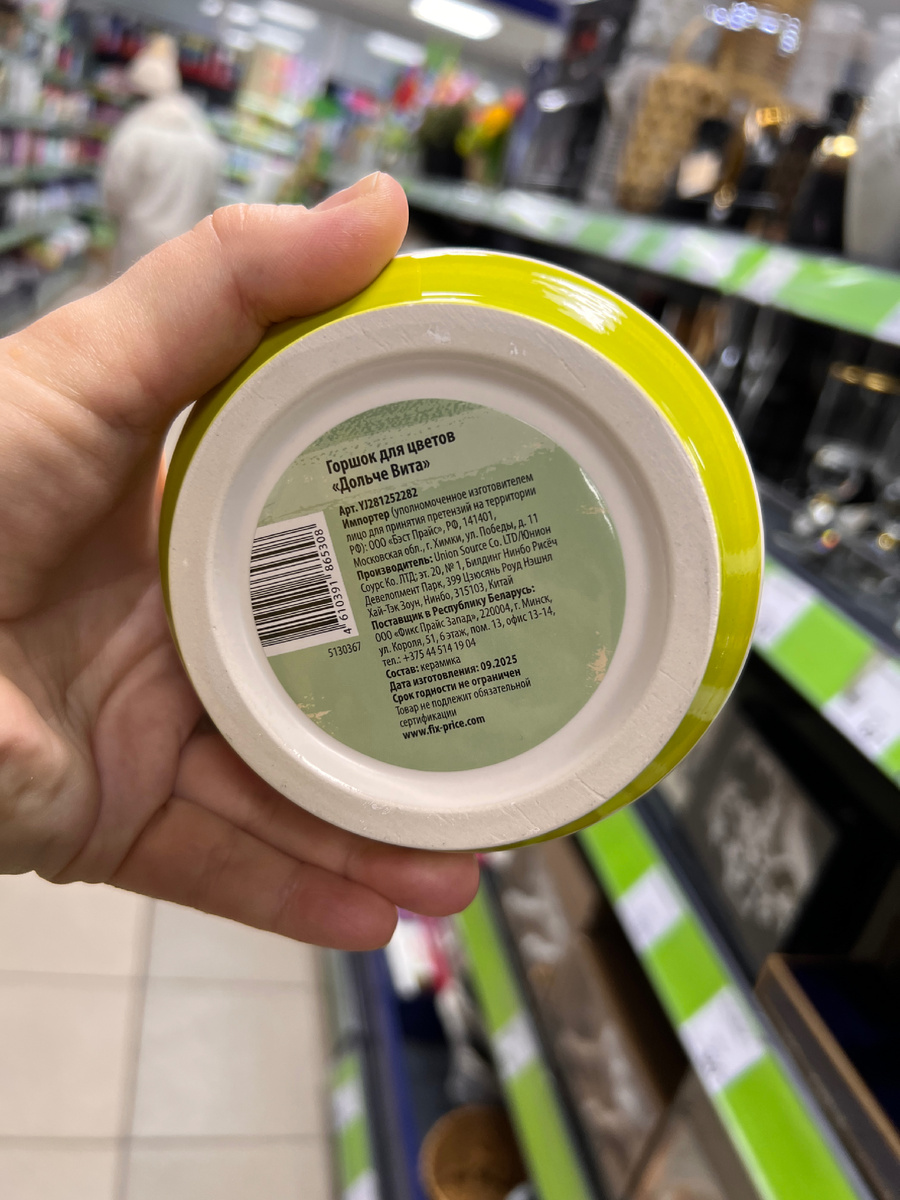 Горшок для цветов
«Дольче Вита»
Арт. YJ281252282
Импортер (уполномоченное изготовителем
лицо для принятия претензий на территории
РФ): ООО «Бэст Прайс», РФ, 141401,
Московская обл., г. Химки, ул. Победы, д. 11
Производитель: Union Source Co. LTD/Юнион
Соурс Ко. ЛТД; эт. 20, № 1, Билдинг Нинбо Рисёч
Девелопмент Парк, 399 Цзюсянь Роуд Нэшнл
Хай-Тэк Зоун, Нинбо, 315103, Китай
Поставщик в Республику Беларусь:
ООО «Фикс Прайс Запад», 220004, г. Минск,
ул. Короля, 51, 6 этаж, пом. 13, офис 13-14,
тел.: +375 44 514 19 04
Состав: керамика
Дата изготовления: 09.2025
Срок годности не ограничен
Товар не подлежит обязательной
сертификации
www.fix-price.com
4 610391 865308
5130367